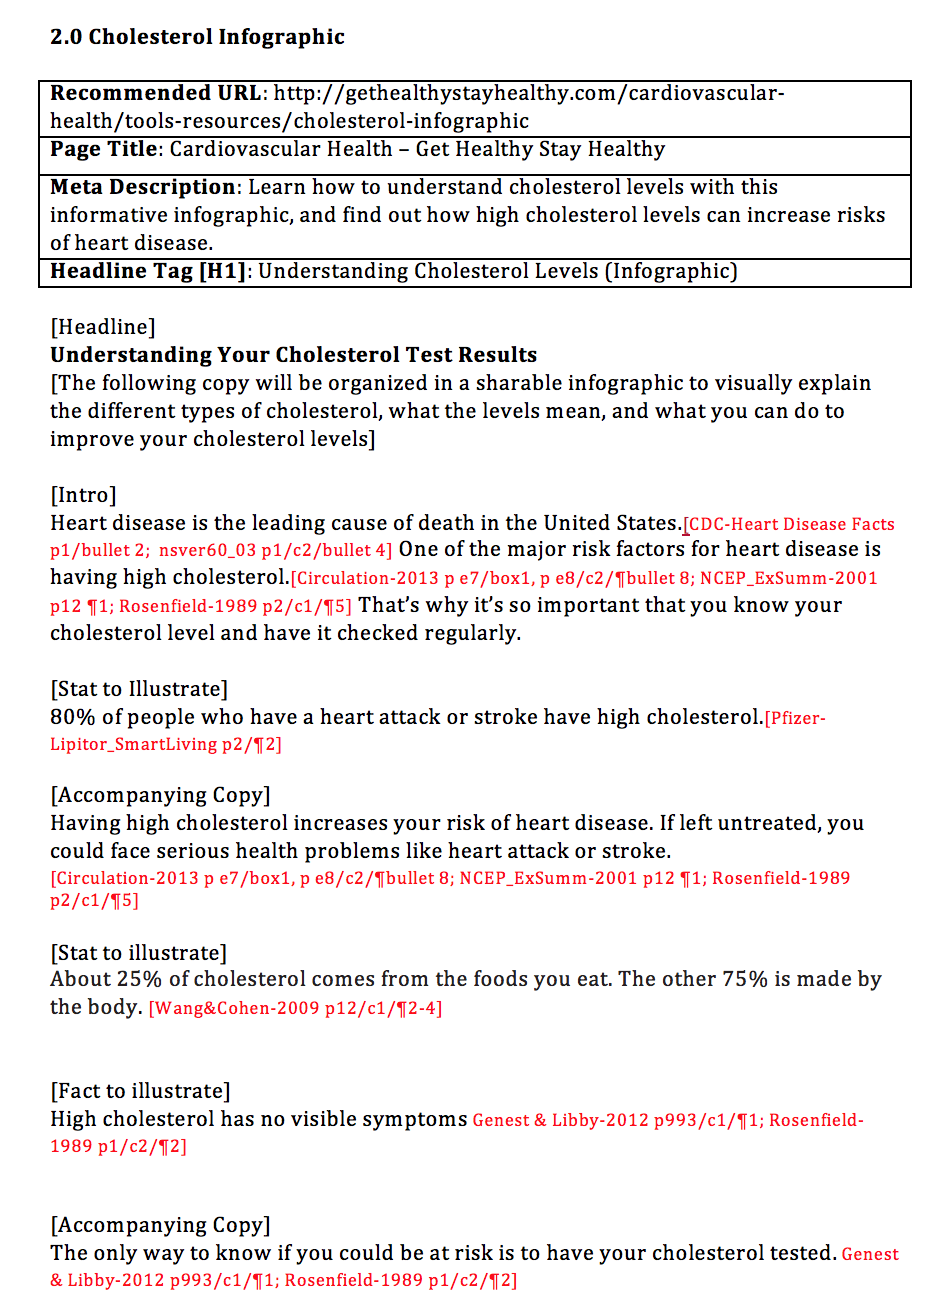 2.0 Cholesterol Infographic
Recommended URL: http://gethealthystayhealthy.com/cardiovascular-
health/tools-resources/cholesterol-infographic
Page Title: Cardiovascular Health – Get Healthy Stay Healthy
Meta Description: Learn how to understand cholesterol levels with this
informative infographic, and find out how high cholesterol levels can increase risks
of heart disease.
Headline Tag [H1]: Understanding Cholesterol Levels (Infographic)
[Headline]
Understanding Your Cholesterol Test Results
[The following copy will be organized in a sharable infographic to visually explain
the different types of cholesterol, what the levels mean, and what you can do to
improve your cholesterol levels]
[Intro]
Heart disease is the leading cause of death in the United States.[CDC-Heart Disease Facts
p1/bullet 2;  nsver60_03 p1/c2/bullet 4] One of the major risk factors for heart disease is
having high cholesterol.[Circulation-2013 p e7/box1, p e8/c2/¶bullet 8; NCEP_ExSumm-2001
p12 ¶1; Rosenfield-1989 p2/c1/¶5] That's why it's so important that you know your
cholesterol level and have it checked regularly.
[Stat to Illustrate]
80% of people who have a heart attack or stroke have high cholesterol.[Pfizer-
Lipitor_SmartLiving p2/¶2]
[Accompanying Copy]
Having high cholesterol increases your risk of heart disease. If left untreated, you
could face serious health problems like heart attack or stroke.
[Circulation-2013 p e7/box1, p e8/c2/¶bullet 8; NCEP_ExSumm-2001 p12 ¶1; Rosenfield-1989
p2/c1/¶5]
[Stat to illustrate]
About 25% of cholesterol comes from the foods you eat. The other 75% is made by
the body. [Wang&Cohen-2009 p12/c1/¶2-4]
[Fact to illustrate]
High cholesterol has no visible symptoms Genest & Libby-2012 p993/c1/¶1; Rosenfield-
1989 p1/c2/¶2]
[Accompanying Copy]
The only way to know if you could be at risk is to have your cholesterol tested. Genest
& Libby-2012 p993/c1/¶1; Rosenfield-1989 p1/c2/¶2]